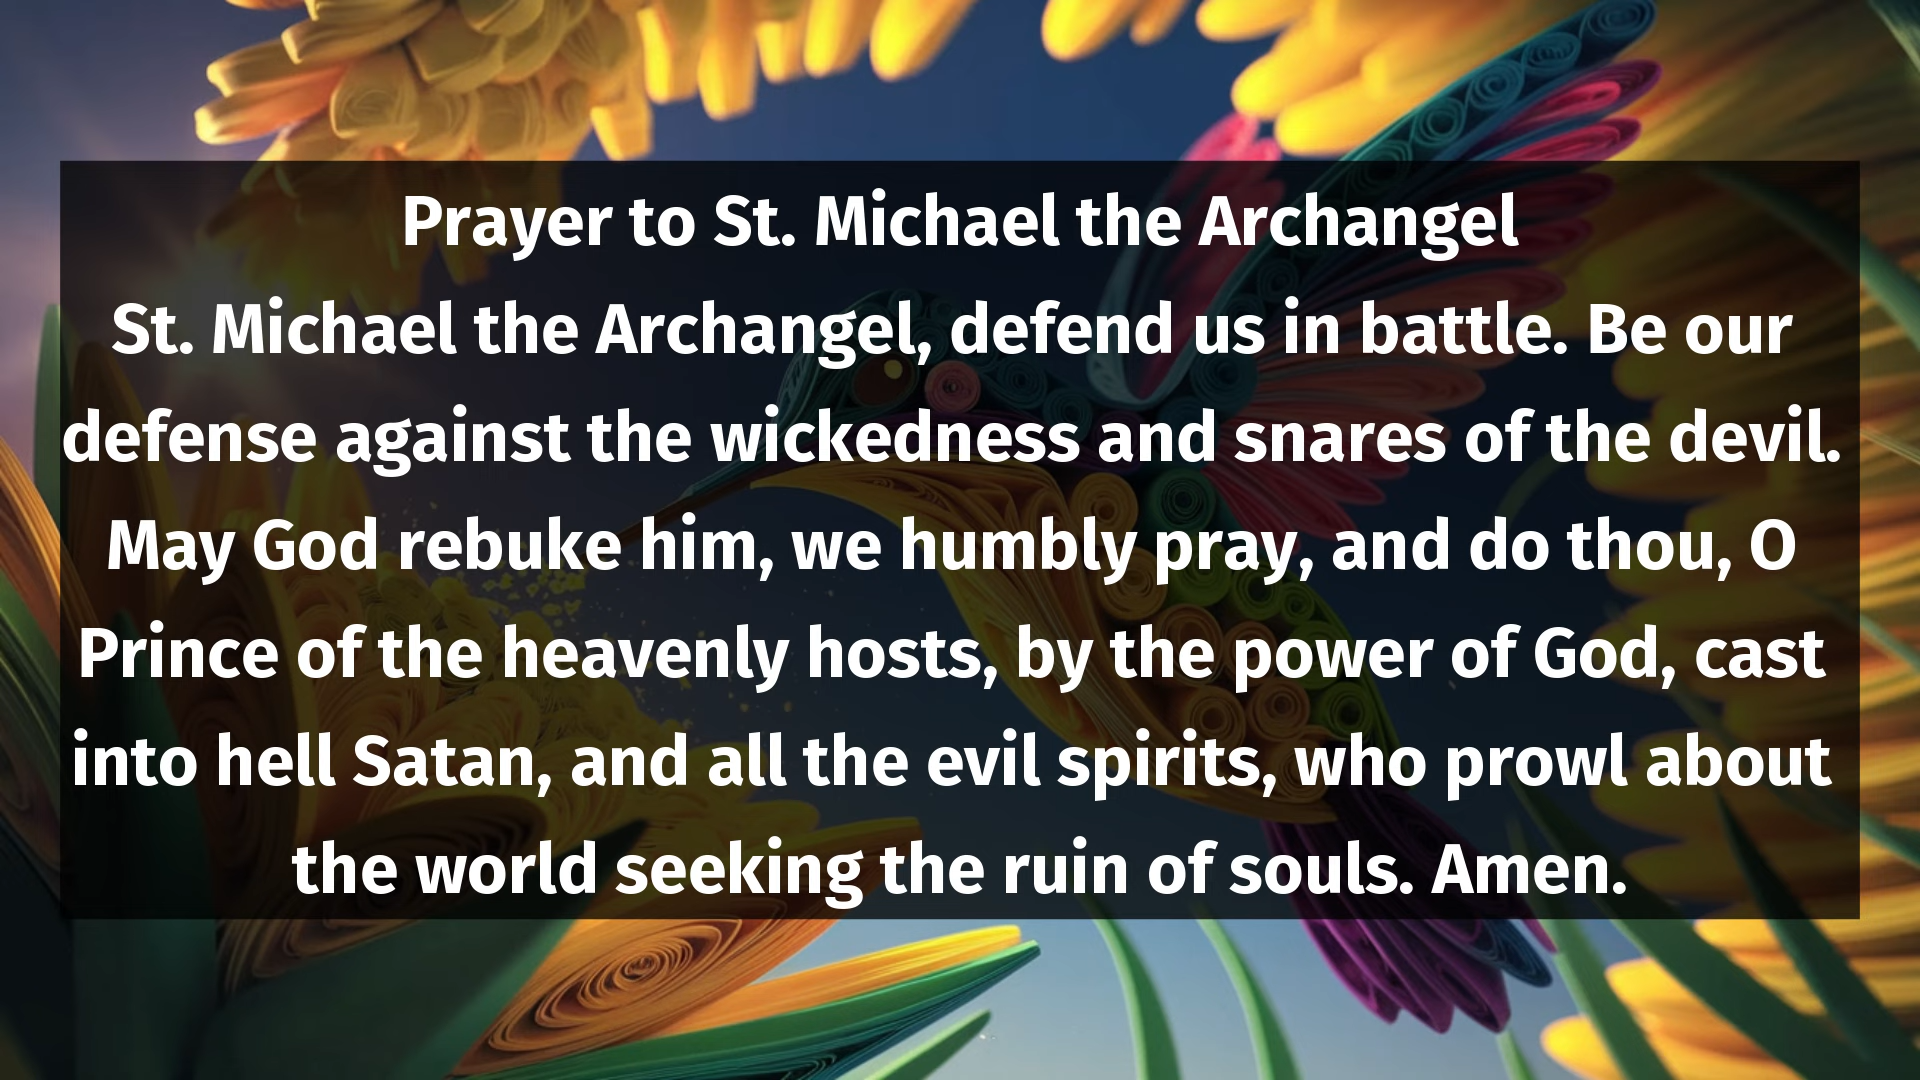 Prayer to St. Michael the Archangel
St. Michael the Archangel, defend us in battle. Be our
defense against the wickedness and snares of the devil.
May God rebuke him, we humbly pray, and do thou, O
Prince of the heavenly hosts, by the power of God, cast
into hell Satan, and all the evil spirits, who prowl about
the world seeking the ruin of souls. Amen.